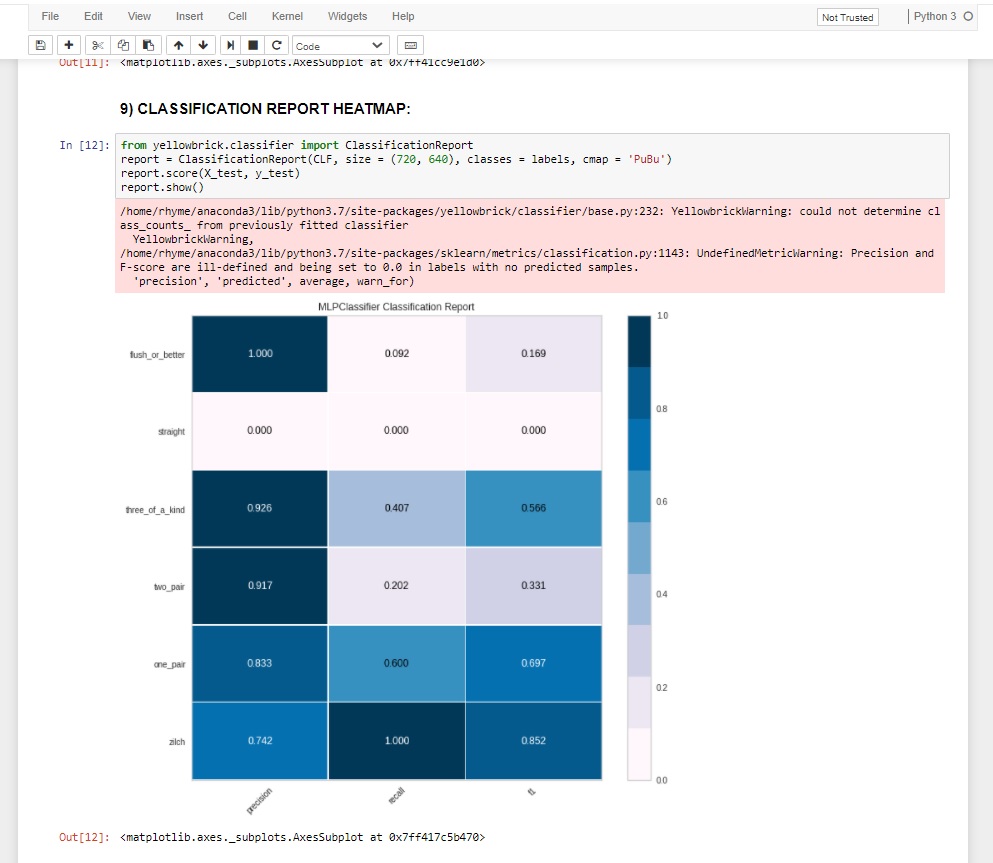 File Edit View Insert Cell Kernel Widgets Help Not Trusted Python 3
Code
Out[11]: <matplotlib.axes._subplots.AxesSubplot at 0x7ff41cc9e1d0>
9) CLASSIFICATION REPORT HEATMAP:
In [12]: from yellowbrick.classifier import ClassificationReport
report = ClassificationReport(CLF, size = (720, 640), classes = labels, cmap = 'PuBu')
report.score(X_test, y_test)
report.show()
/home/rhyme/anaconda3/lib/python3.7/site-packages/yellowbrick/classifier/base.py:232: YellowbrickWarning: could not determine cl
ass_counts_ from previously fitted classifier
YellowbrickWarning,
/home/rhyme/anaconda3/lib/python3.7/site-packages/sklearn/metrics/classification.py:1143: UndefinedMetricWarning: Precision and
F-score are ill-defined and being set to 0.0 in labels with no predicted samples.
'precision', 'predicted', average, warn_for)
MLPClassifier Classification Report
1.0
flush_or_better 1.000 0.092 0.169
0.8
straight 0.000 0.000 0.000
0.6
three_of_a_kind 0.926 0.407 0.566
two_pair 0.917 0.202 0.331
0.4
one_pair 0.833 0.600 0.697
0.2
zilch 0.742 1.000 0.852
0.0
precision recall f1
Out[12]: <matplotlib.axes._subplots.AxesSubplot at 0x7ff417c5b470>